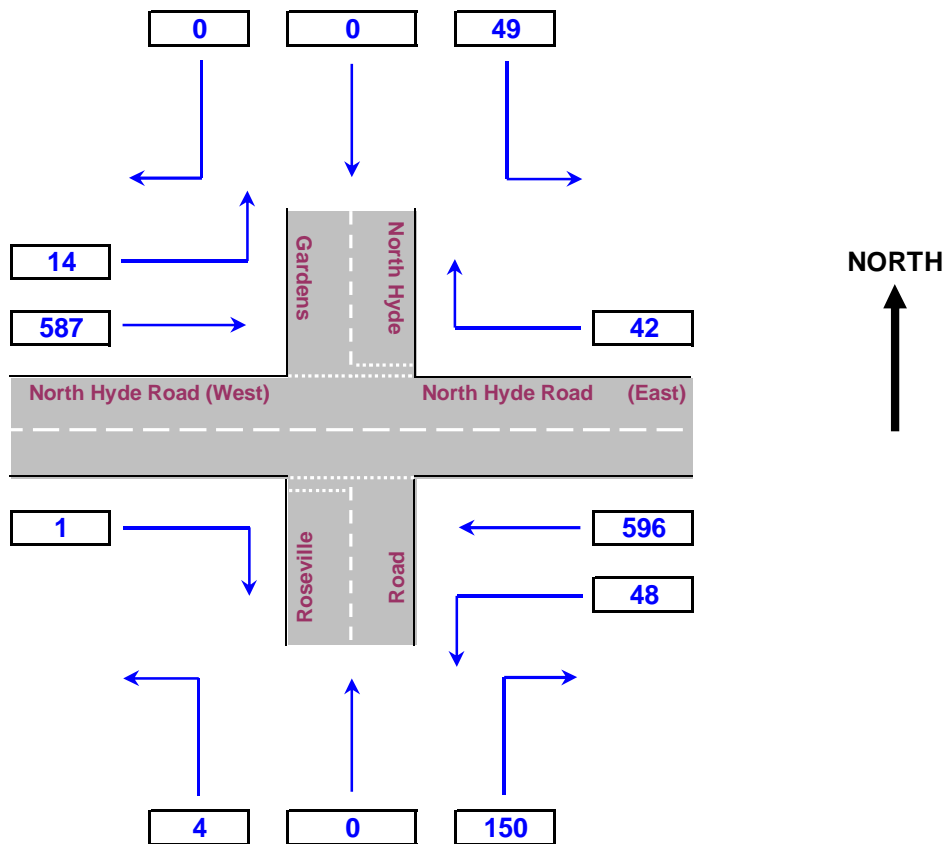 0 0 49
14
NORTH
587
42
Gardens
North Hyde
North Hyde Road (West)
North Hyde Road (East)
1
596
Roseville
Road
48
4 0 150